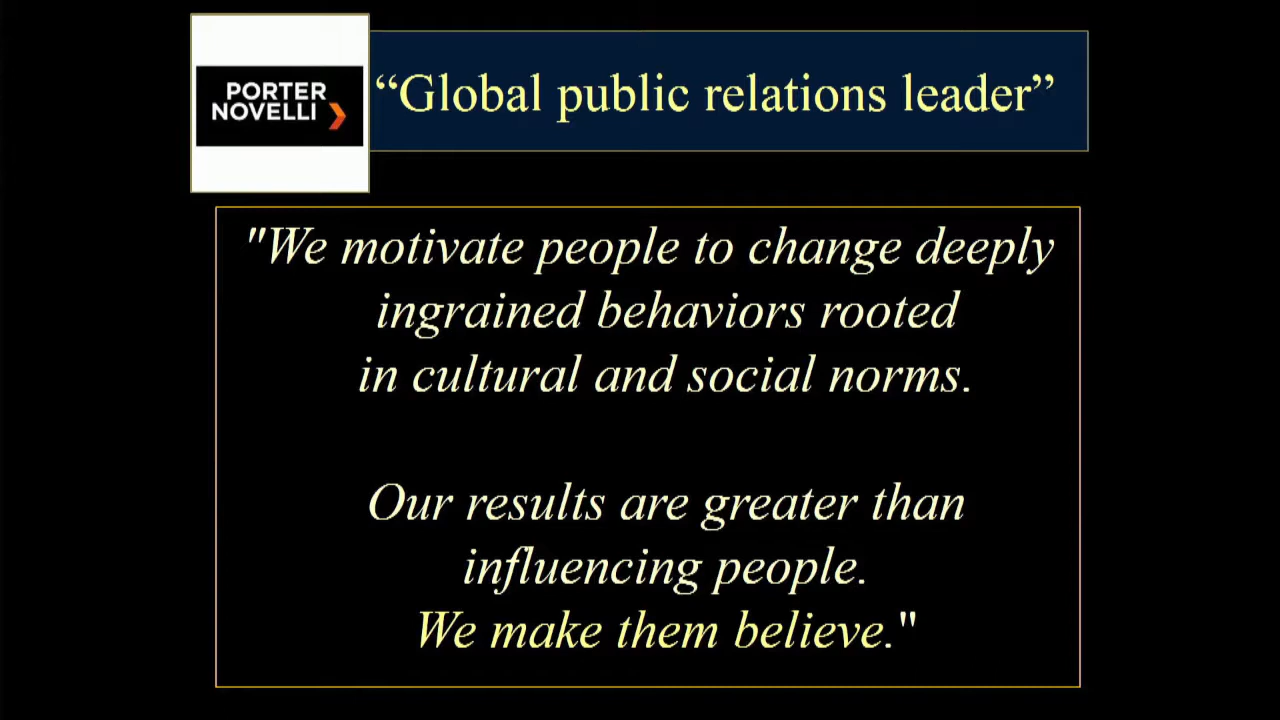 PORTER
NOVELLI
“Global public relations leader”
"We motivate people to change deeply
ingrained behaviors rooted
in cultural and social norms.
Our results are greater than
influencing people.
We make them believe."